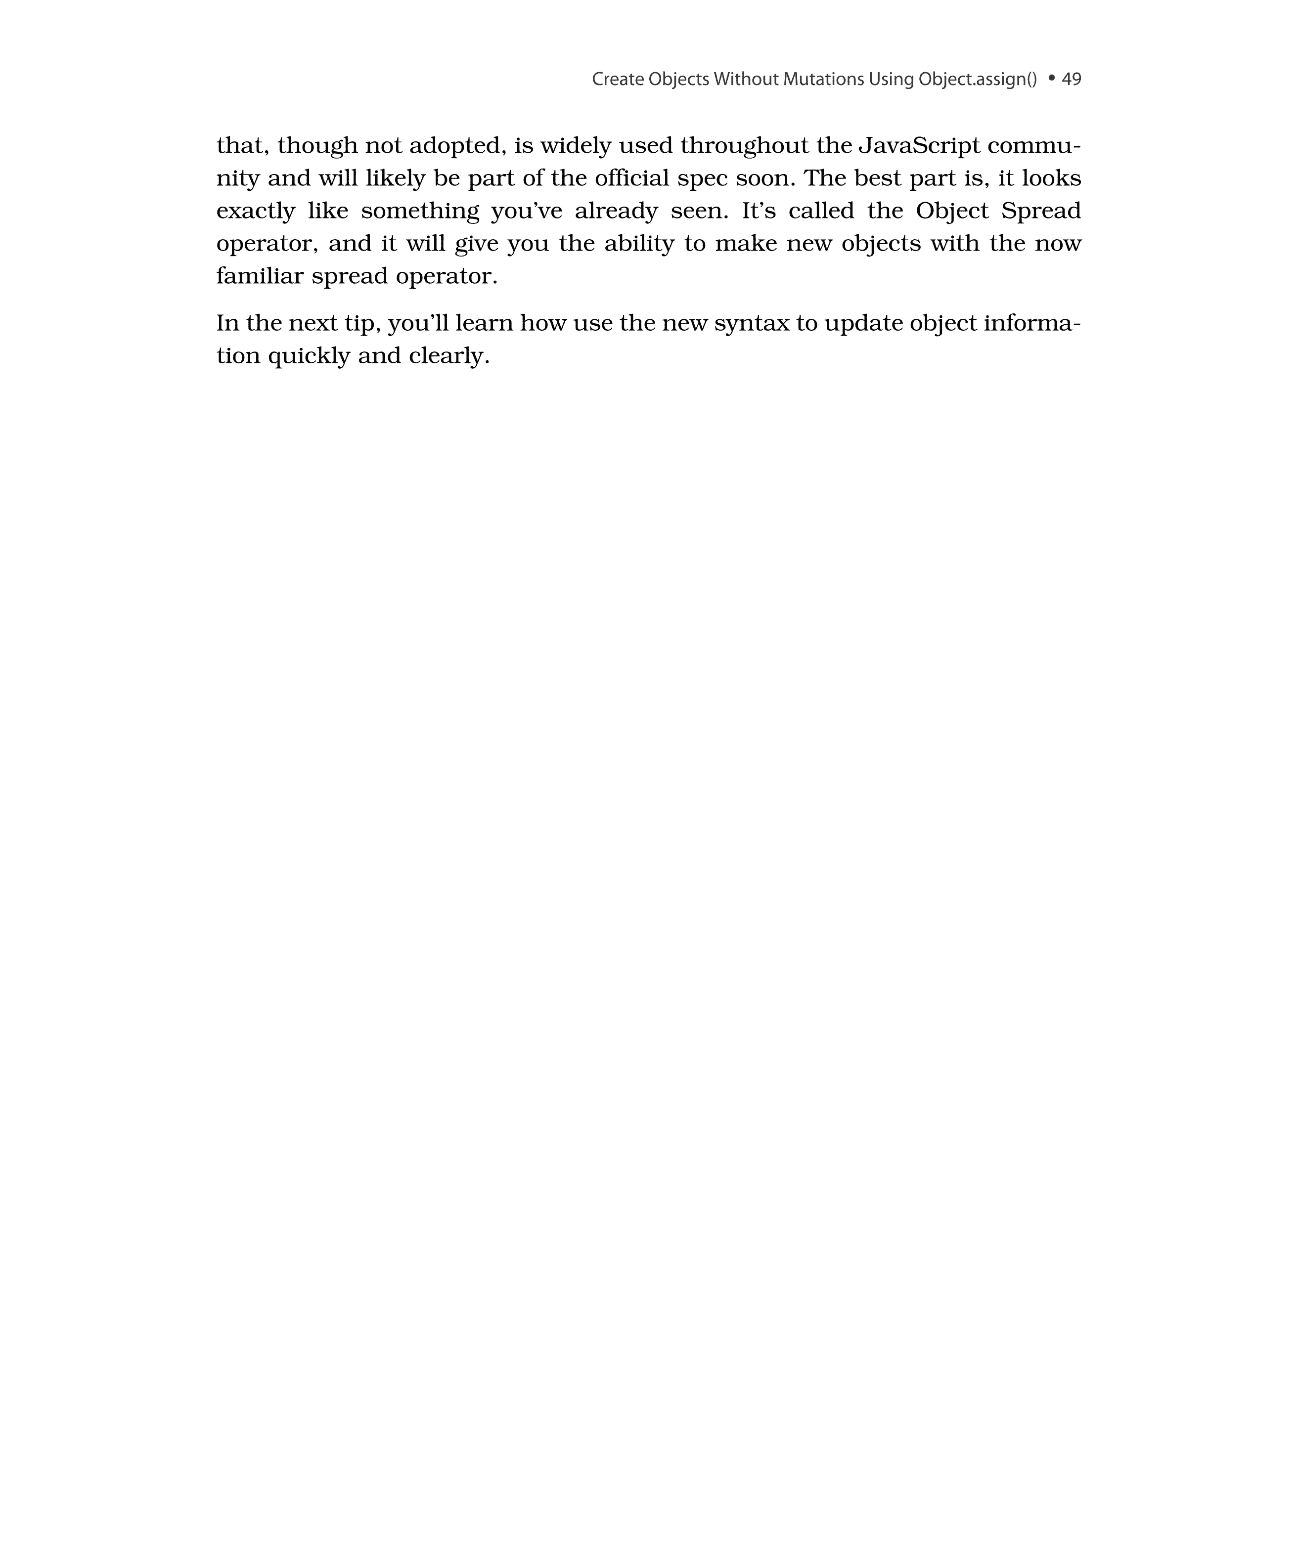 Create Objects Without Mutations Using Object.assign() • 49
that, though not adopted, is widely used throughout the JavaScript commu-
nity and will likely be part of the official spec soon. The best part is, it looks
exactly like something you’ve already seen. It’s called the Object Spread
operator, and it will give you the ability to make new objects with the now
familiar spread operator.
In the next tip, you’ll learn how use the new syntax to update object informa-
tion quickly and clearly.